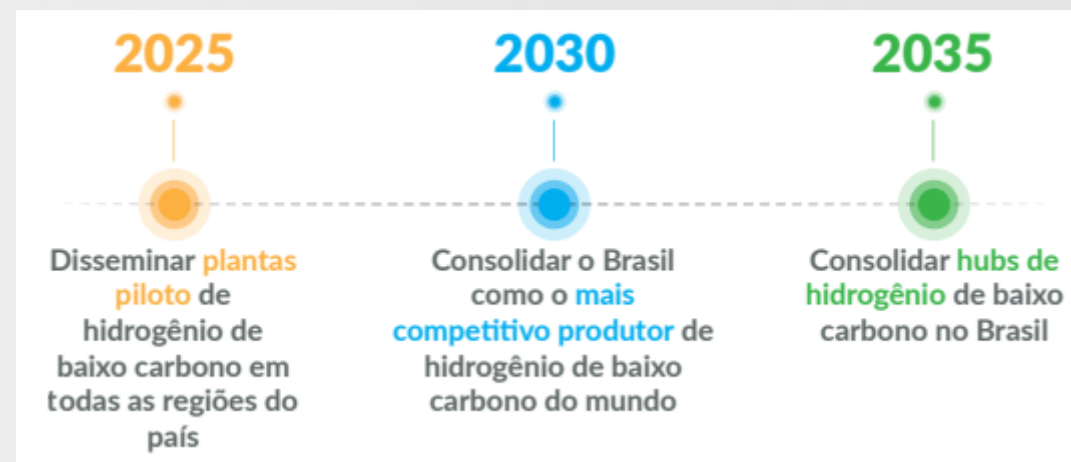 2025
Disseminar plantas
piloto de
hidrogênio de
baixo carbono em
todas as regiões do
país
2030
Consolidar o Brasil
como o mais
competitivo produtor de
hidrogênio de baixo
carbono do mundo
2035
Consolidar hubs de
hidrogênio de baixo
carbono no Brasil